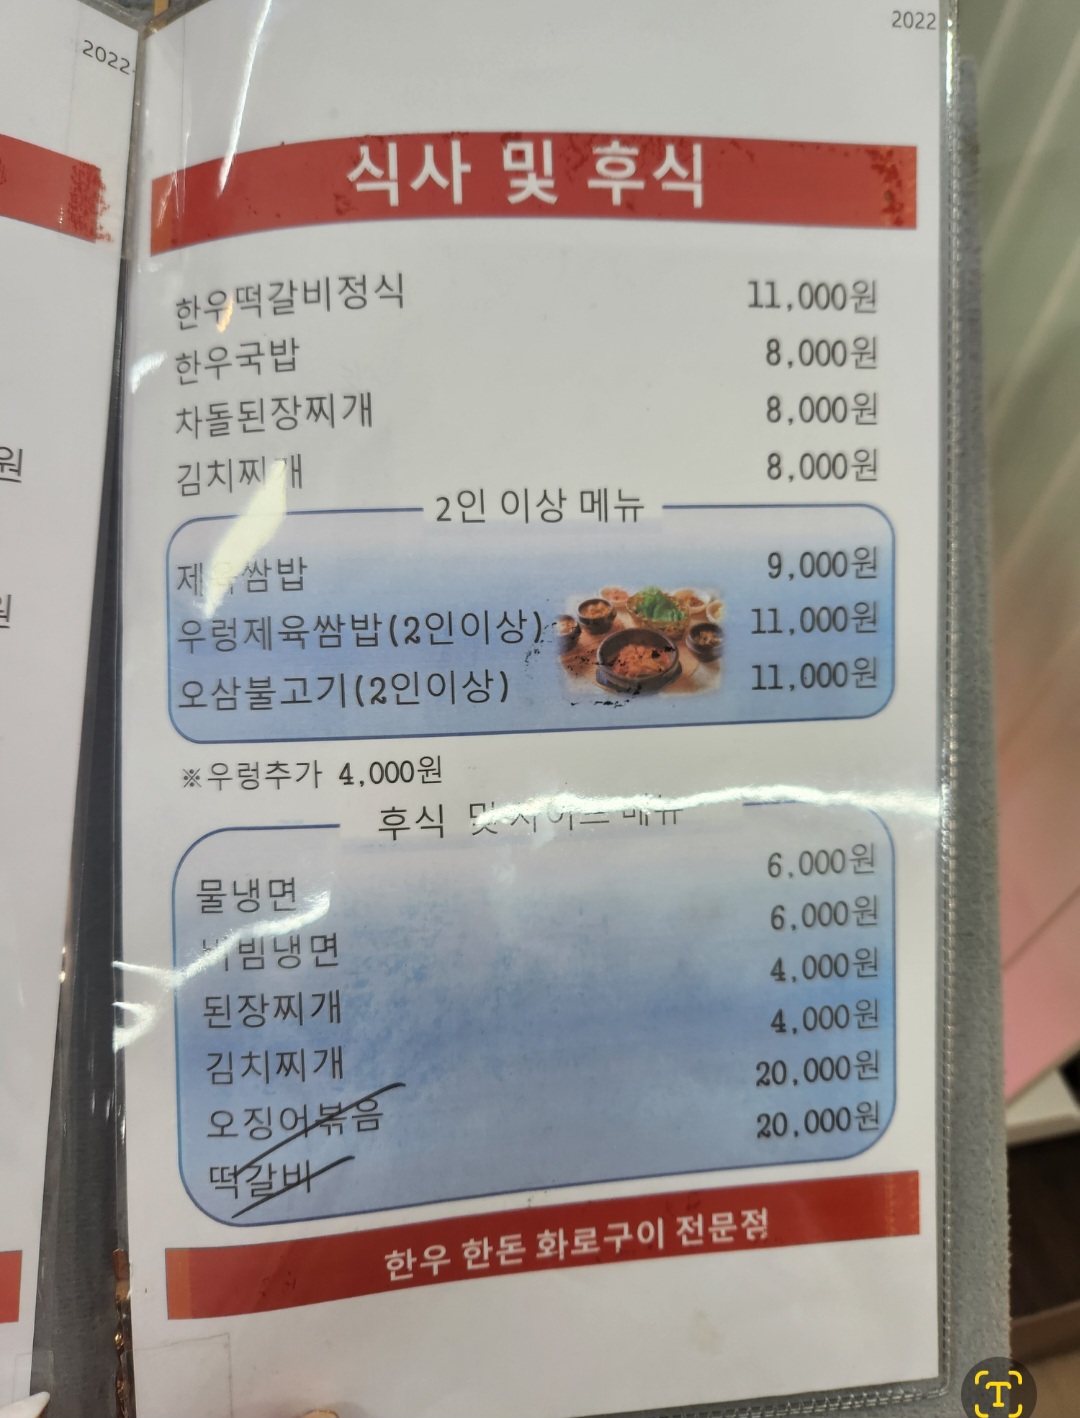 2022
2022
식사 및 후식
한우떡갈비정식 11,000원
한우국밥 8,000원
차돌된장찌개 8,000원
김치찌개 8,000원
2인 이상 메뉴
제육쌈밥 9,000원
우렁제육쌈밥(2인이상) 11,000원
오삼불고기(2인이상) 11,000원
※우렁추가 4,000원
후식 및 사이드 메뉴
물냉면 6,000원
비빔냉면 6,000원
된장찌개 4,000원
김치찌개 4,000원
오징어볶음 20,000원
떡갈비 20,000원
한우 한돈 화로구이 전문점
원
원
T